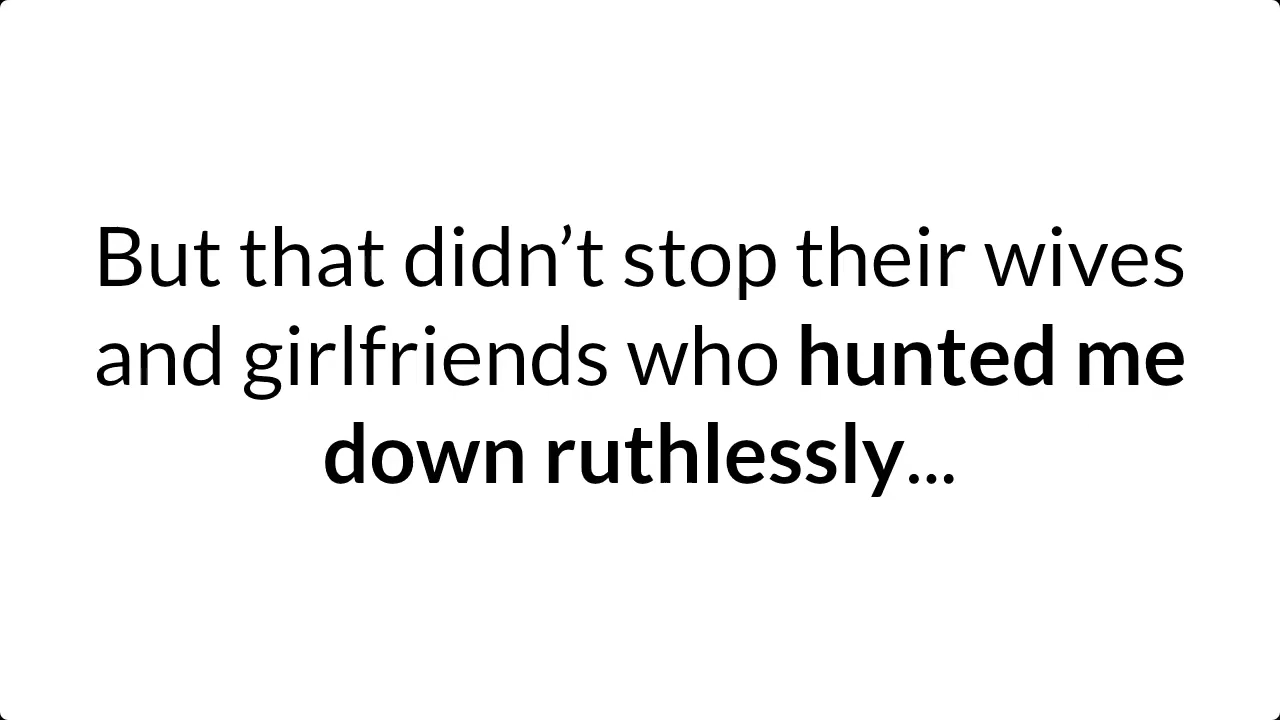 But that didn’t stop their wives
and girlfriends who hunted me
down ruthlessly...